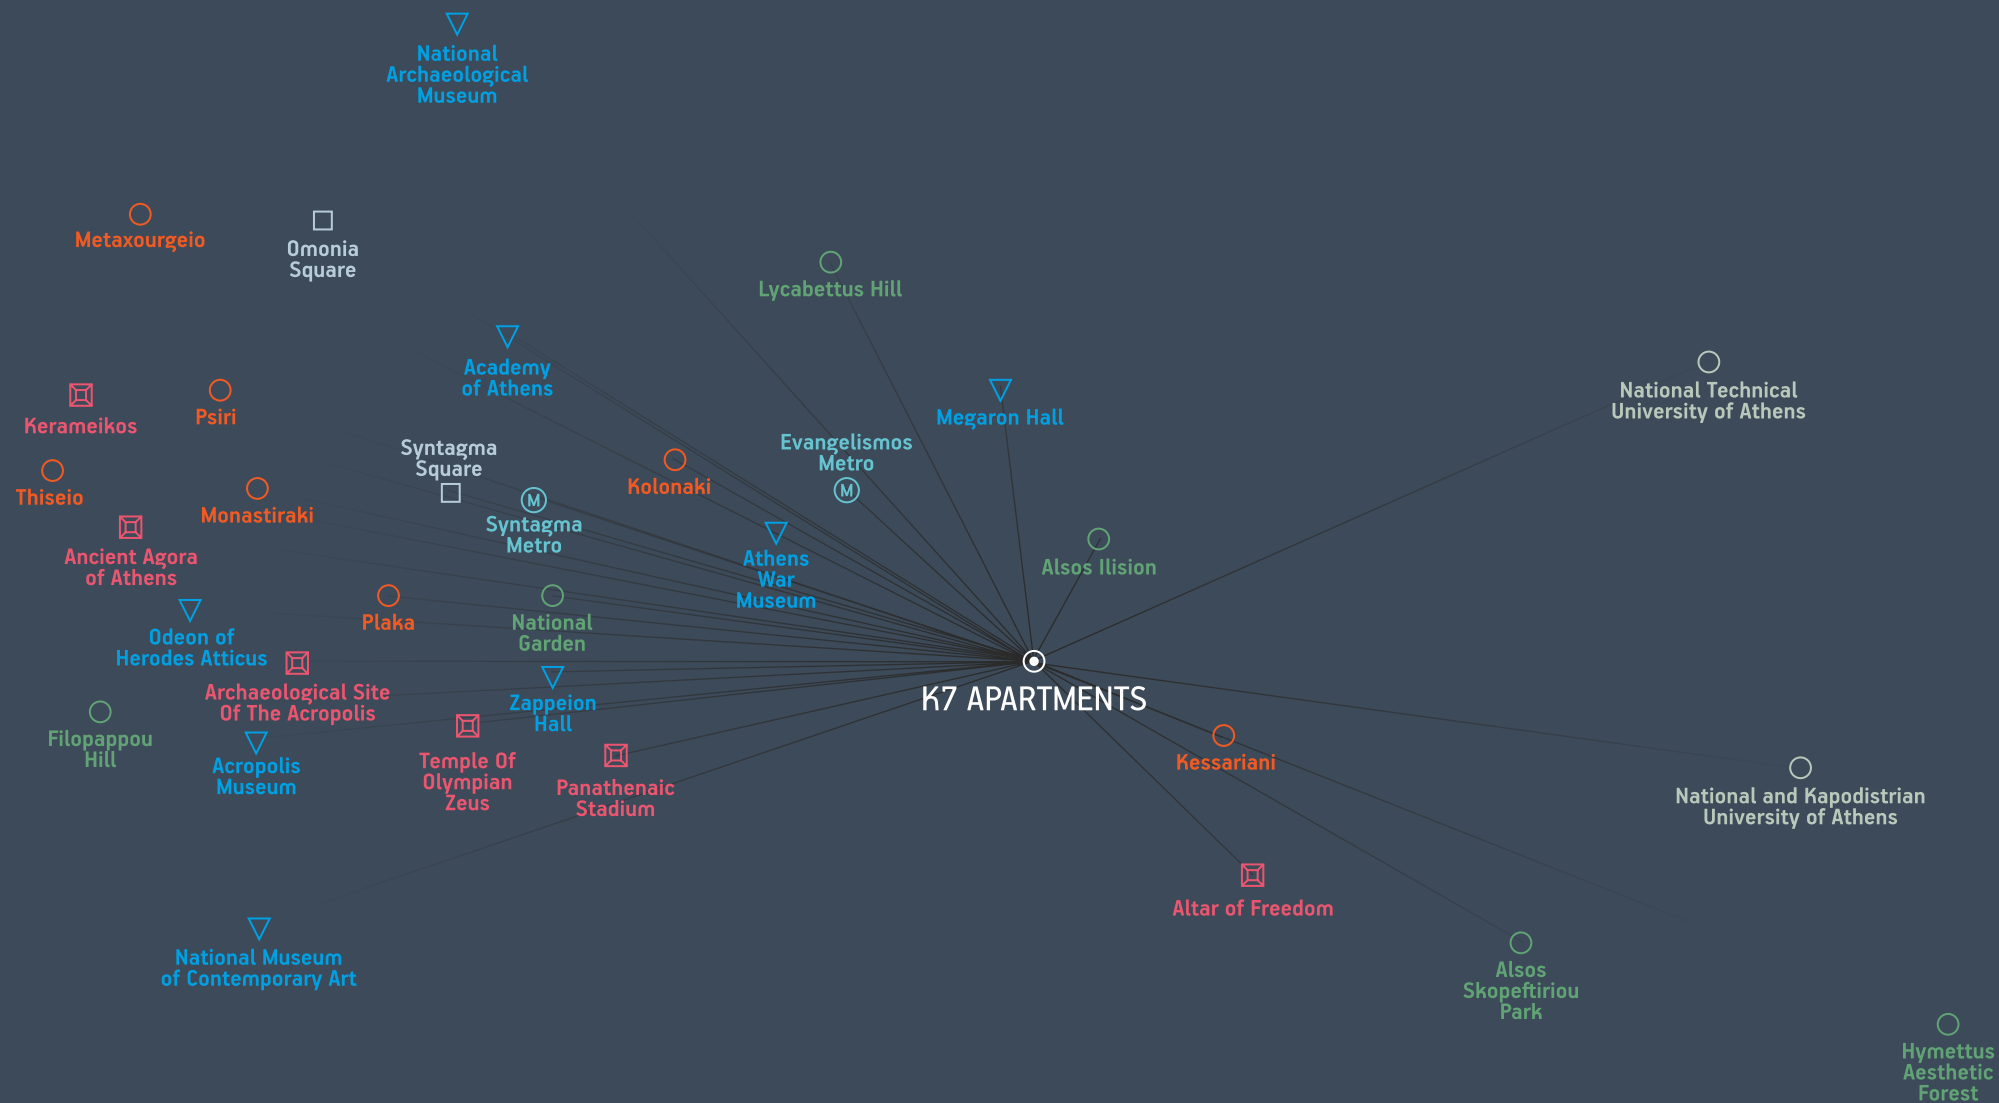 National
Archaeological
Museum
Metaxourgeio
Omonia
Square
Lycabettus Hill
Academy
of Athens
National Technical
University of Athens
Kerameikos
Psiri
Megaron Hall
Syntagma
Square
Evangelismos
Metro
M
Kolonaki
Thiseio
Monastiraki
M
Syntagma
Metro
Athens
War
Museum
Ancient Agora
of Athens
Alsos Ilision
Plaka
National
Garden
Odeon of
Herodes Atticus
Archaeological Site
Of The Acropolis
Zappeion
Hall
K7 APARTMENTS
Filopappou
Hill
Acropolis
Museum
Temple Of
Olympian
Zeus
Panathenaic
Stadium
Kessariani
National and Kapodistrian
University of Athens
Altar of Freedom
National Museum
of Contemporary Art
Alsos
Skopeftiriou
Park
Hymettus
Aesthetic
Forest